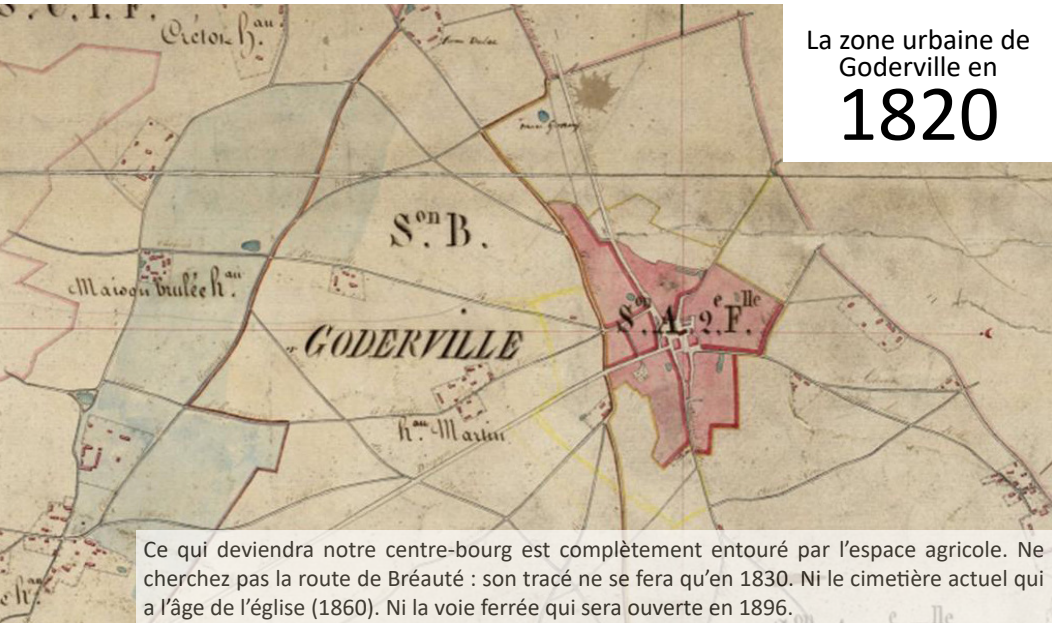 S. C. 1. F.
Cretot h.au
La zone urbaine de
Goderville en
1820
S.on B.
Maison brulée h.au
S.on A. 2.e F.lle
GODERVILLE
h.au Martin
Ce qui deviendra notre centre-bourg est complètement entouré par l’espace agricole. Ne
cherchez pas la route de Bréauté : son tracé ne se fera qu’en 1830. Ni le cimetière actuel qui
a l’âge de l’église (1860). Ni la voie ferrée qui sera ouverte en 1896.